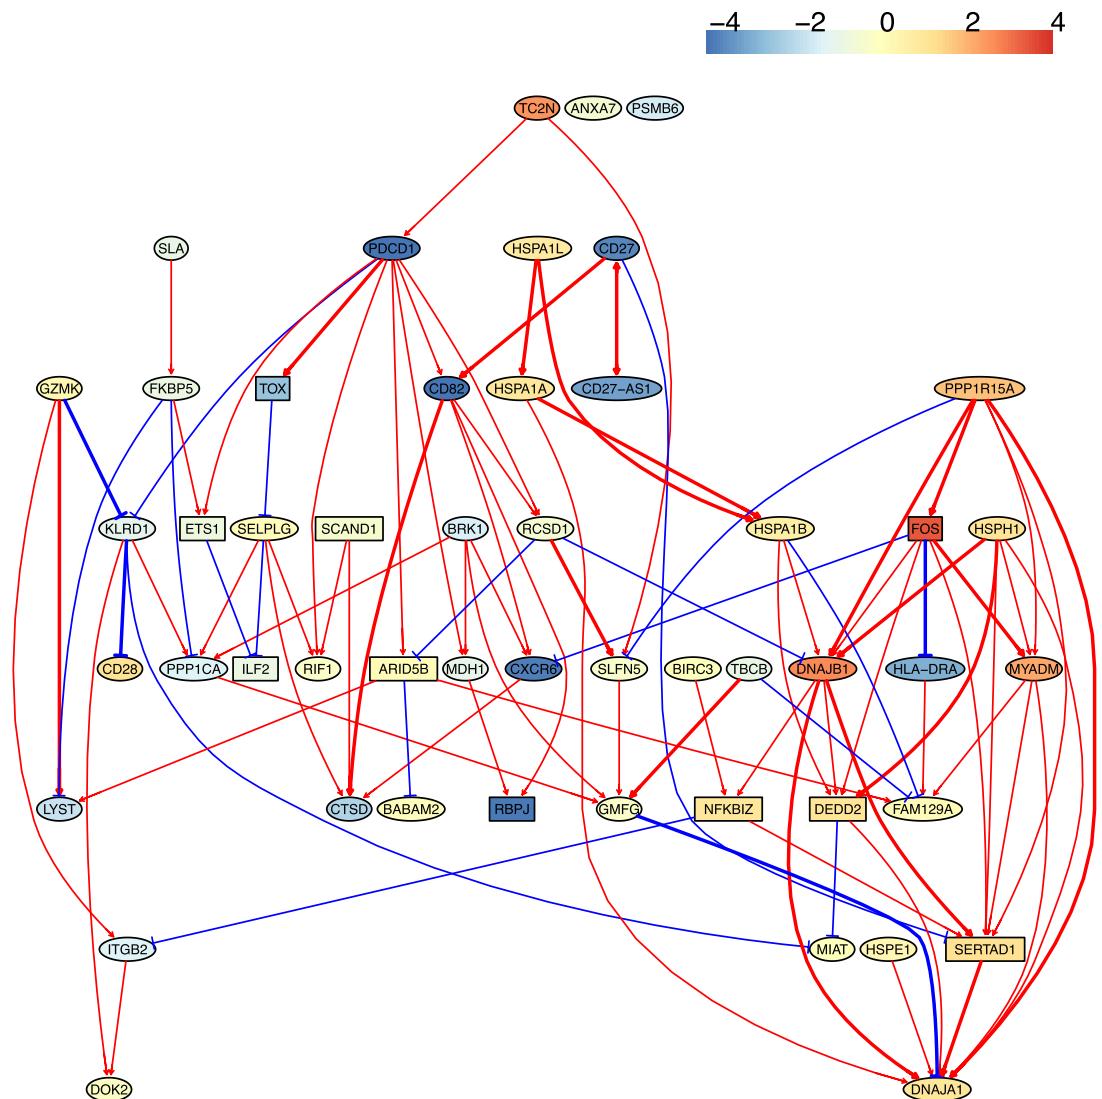 −4 −2 0 2 4
TC2N ANXA7 PSMB6
SLA PDCD1 HSPA1L CD27
GZMK FKBP5 TOX CD82 HSPA1A CD27−AS1 PPP1R15A
KLRD1 ETS1 SELPLG SCAND1 BRK1 RCSD1 HSPA1B FOS HSPH1
CD28 PPP1CA ILF2 RIF1 ARID5B MDH1 CXCR6 SLFN5 BIRC3 TBCB DNAJB1 HLA−DRA MYADM
LYST CTSD BABAM2 RBPJ GMFG NFKBIZ DEDD2 FAM129A
ITGB2 MIAT HSPE1 SERTAD1
DOK2 DNAJA1